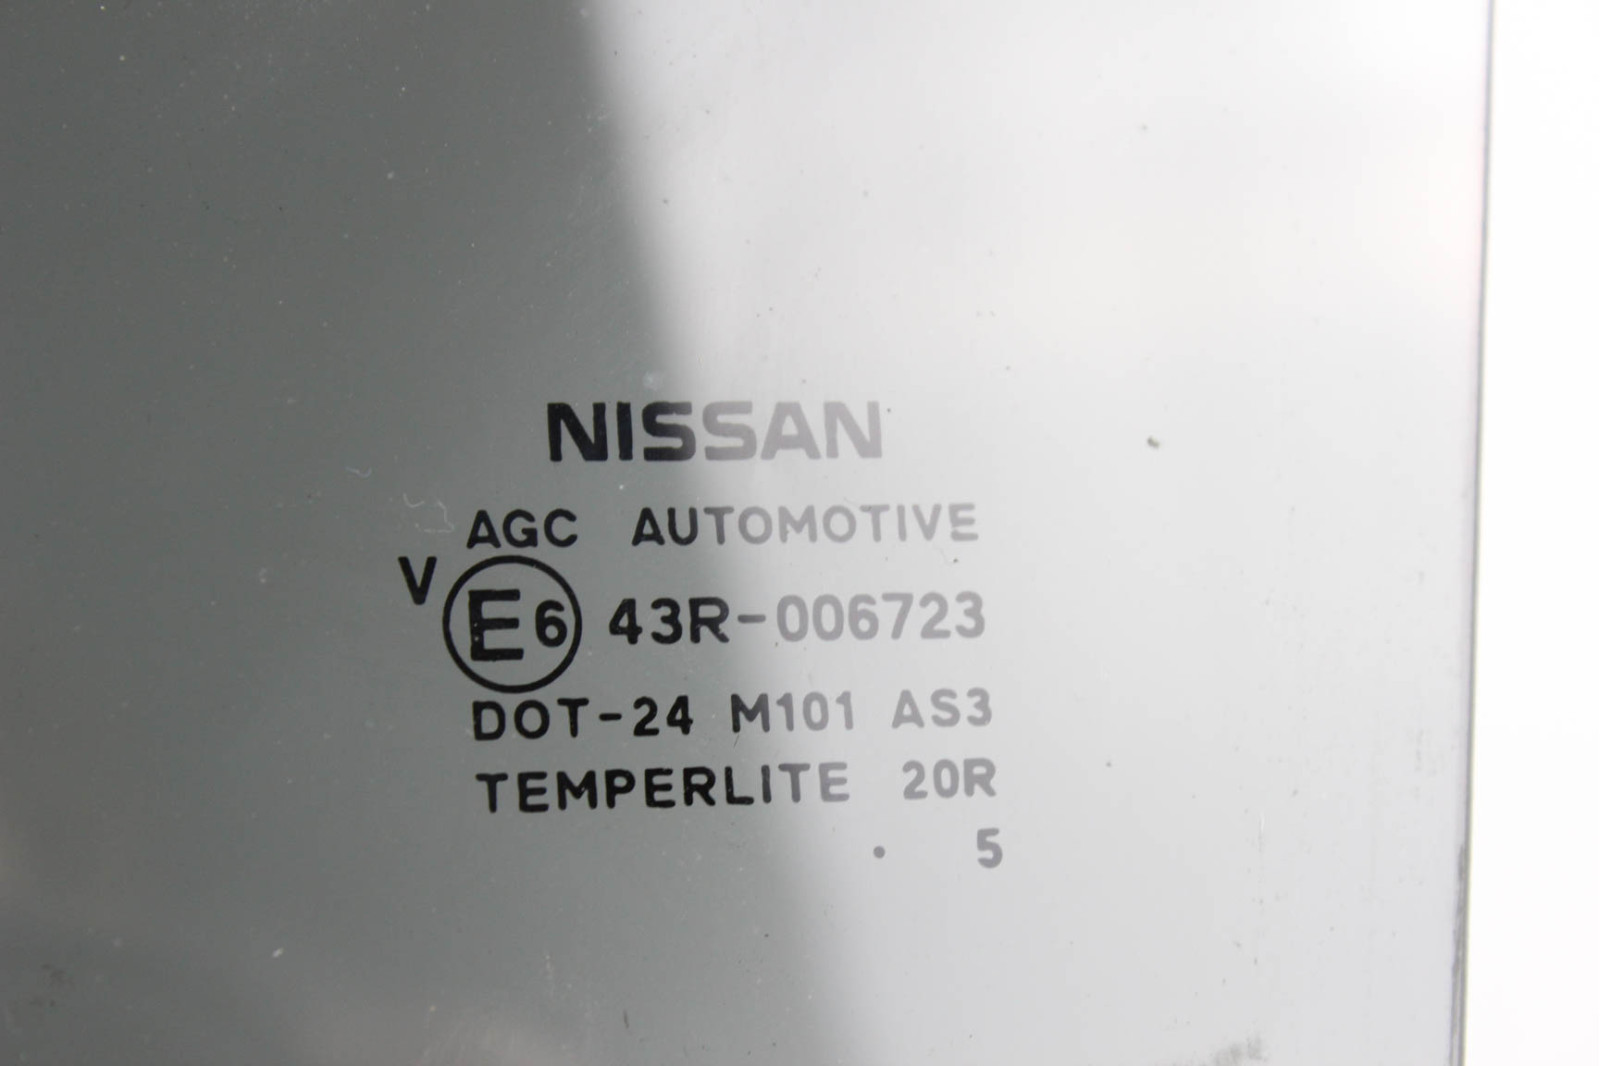 NISSAN
AGC AUTOMOTIVE
V E6 43R-006723
DOT-24 M101 AS3
TEMPERLITE 20R
. 5